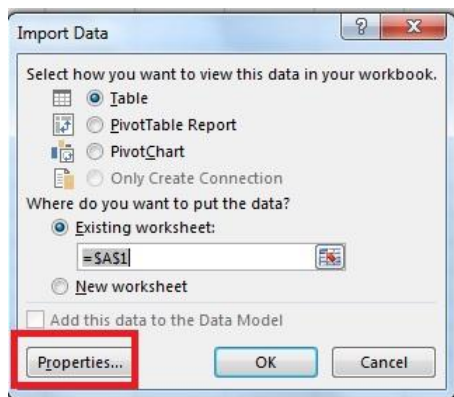 Import Data
?
Select how you want to view this data in your workbook.
Table
PivotTable Report
PivotChart
Only Create Connection
Where do you want to put the data?
Existing worksheet:
=$A$1
New worksheet
Add this data to the Data Model
Properties... OK Cancel